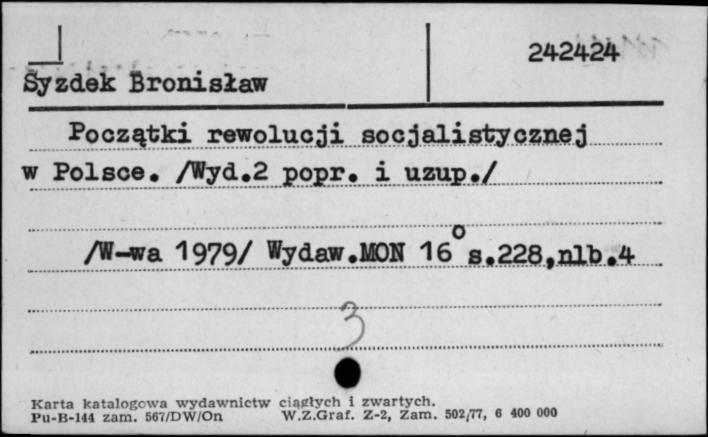 242424
Syzdek Bronisław
Początki rewolucji socjalistycznej
w Polsce. /Wyd.2 popr. i uzup./
/W-wa 1979/ Wydaw.MON 16° s.228,nlb.4
3
Karta katalogowa wydawnictw ciągłych i zwartych.
Pu-B-144 zam. 567/DW/On W.Z.Graf. Z-2, Zam. 502/77, 6 400 000